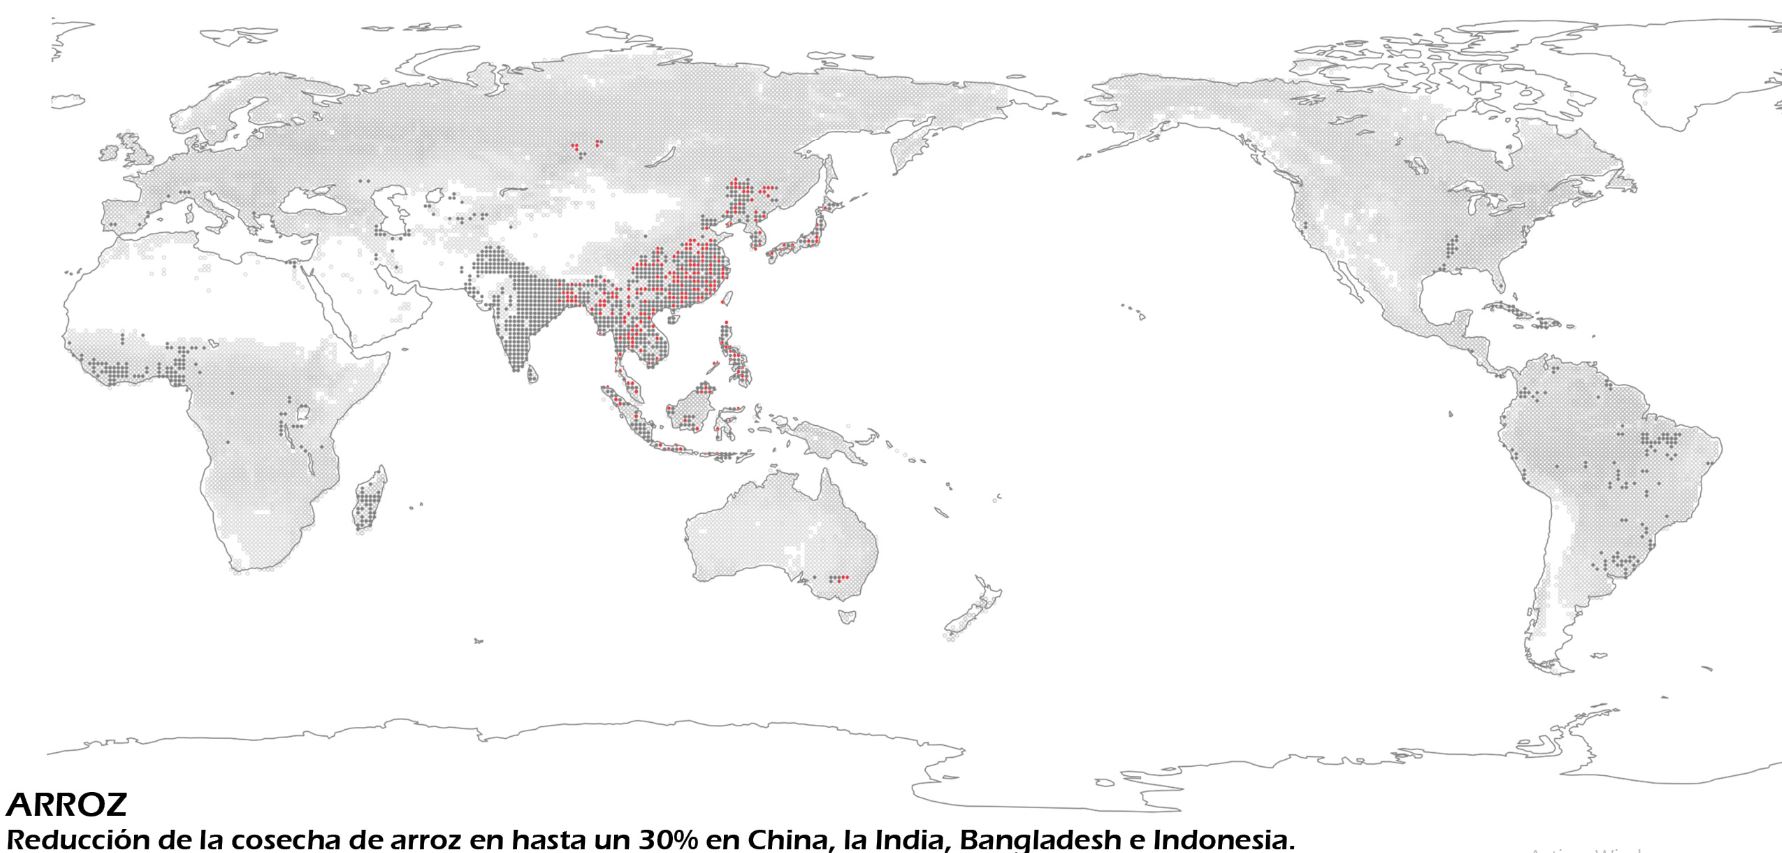 ARROZ
Reducción de la cosecha de arroz en hasta un 30% en China, la India, Bangladesh e Indonesia.